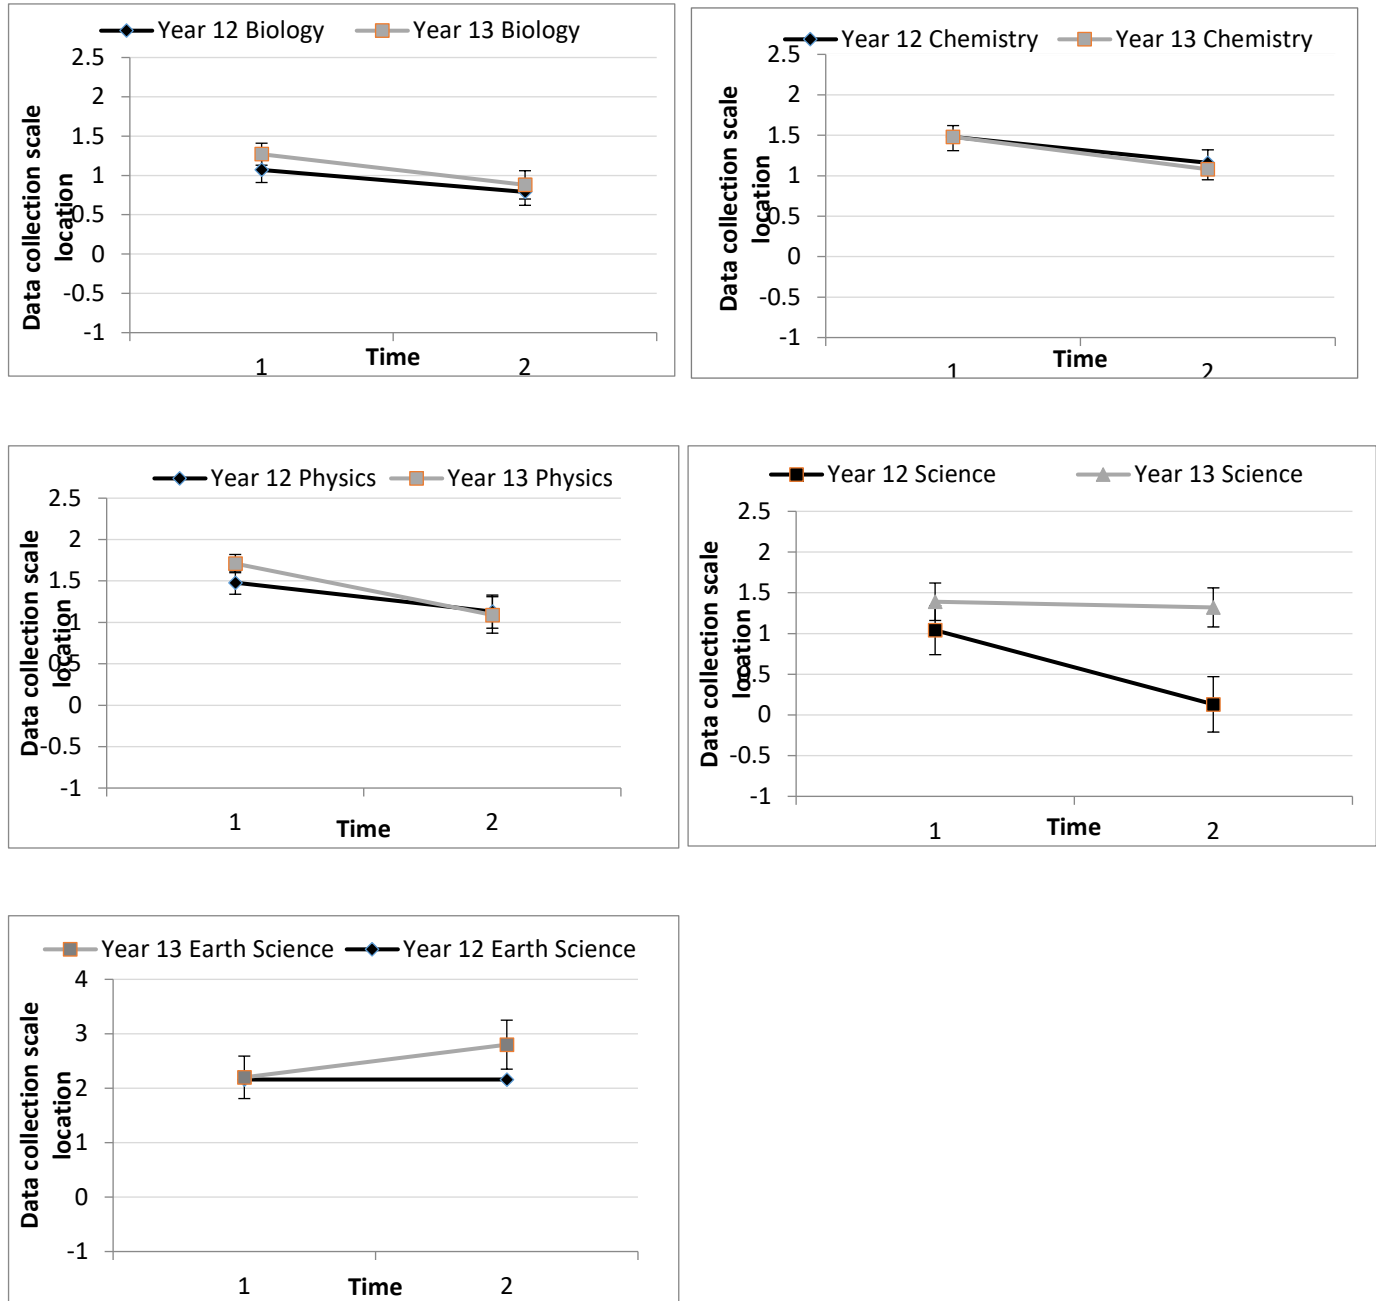 Year 12 Biology Year 13 Biology
2.5
2
1.5
1
0.5
0
-0.5
-1
Data collection scale
location
1 2
Time
Year 12 Chemistry Year 13 Chemistry
2.5
2
1.5
1
0.5
0
-0.5
-1
Data collection scale
location
1 2
Time
Year 12 Physics Year 13 Physics
2.5
2
1.5
1
0.5
0
-0.5
-1
Data collection scale
location
1 2
Time
Year 12 Science Year 13 Science
2.5
2
1.5
1
0.5
0
-0.5
-1
Data collection scale
location
1 2
Time
Year 13 Earth Science Year 12 Earth Science
4
3
2
1
0
-1
Data collection scale
location
1 2
Time